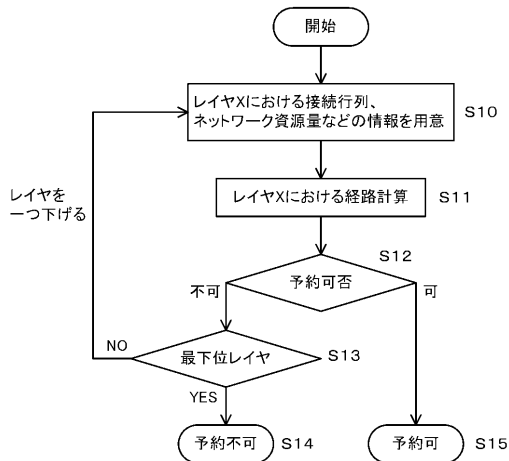 開始
レイヤXにおける接続行列、
ネットワーク資源量などの情報を用意
S10
レイヤを
一つ下げる
レイヤXにおける経路計算
S11
S12
予約可否
不可
可
NO
最下位レイヤ
S13
YES
予約不可
S14
予約可
S15